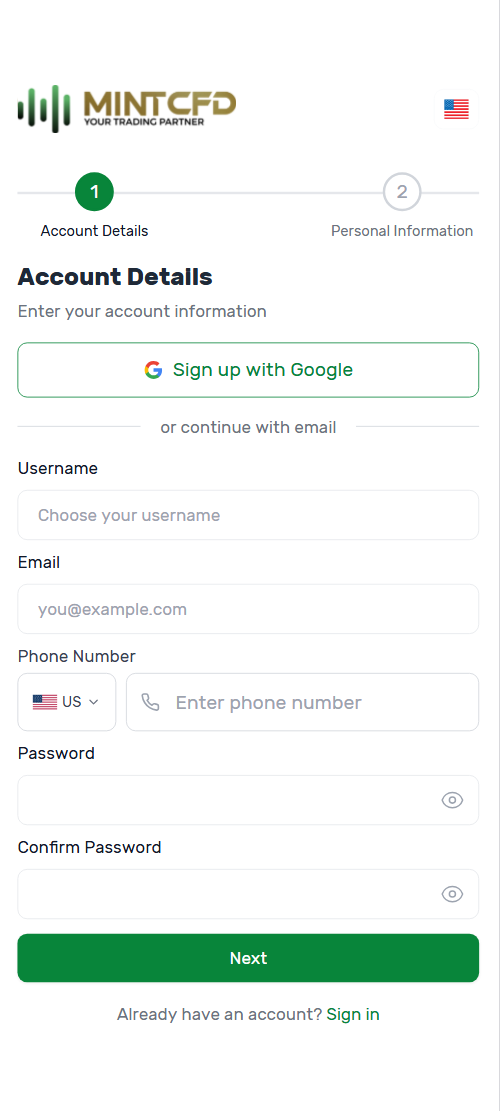 MINTCFD
YOUR TRADING PARTNER
1
2
Account Details
Personal Information
Account Details
Enter your account information
Sign up with Google
or continue with email
Username
Choose your username
Email
you@example.com
Phone Number
US
Enter phone number
Password
Confirm Password
Next
Already have an account? Sign in